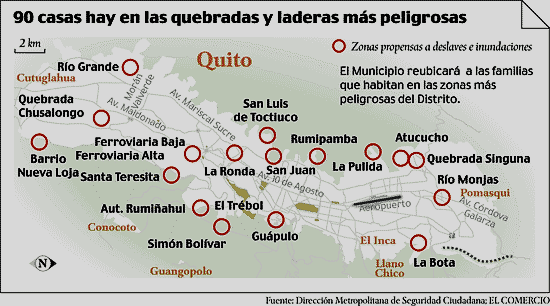 90 casas hay en las quebradas y laderas más peligrosas
2 km
Zonas propensas a deslaves e inundaciones
Quito
El Municipio reubicará a las familias
que habitan en las zonas más
peligrosas del Distrito.
Río Grande
Cutuglahua
Morán
Valverde
Quebrada
Chusalongo
Av. Maldonado
Av. Mariscal Sucre
San Luis
de Toctiuco
Rumipamba
Atucucho
Ferroviaria Baja
Ferroviaria Alta
Barrio
Nueva Loja
La Ronda
San Juan
La Pulida
Quebrada Singuna
Santa Teresita
Av. 10 de Agosto
Río Monjas
Pomasqui
Aut. Rumiñahui
El Trébol
Aeropuerto
Av. Córdova
Galarza
Conocoto
Simón Bolívar
Guápulo
El Inca
Llano
Chico
La Bota
N
Guangopolo
Fuente: Dirección Metropolitana de Seguridad Ciudadana; EL COMERCIO